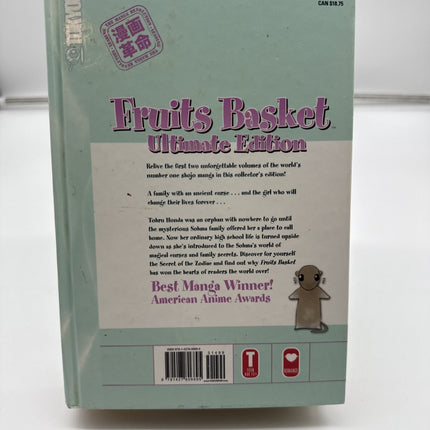 CAN $18.75
TOKYO
漫画
革命
Fruits Basket
Ultimate Edition
Relive the first two unforgettable volumes of the world's
number one shojo manga in this collector's edition!
A family with an ancient curse . . . and the girl who will
change their lives forever . . .
Tohru Honda was an orphan with nowhere to go until
the mysterious Sohma family offered her a place to call
home. Now her ordinary high school life is turned upside
down as she's introduced to the Sohma's world of
magical curses and family secrets. Discover for yourself
the Secret of the Zodiac and find out why Fruits Basket
has won the hearts of readers the world over!
Best Manga Winner!
American Anime Awards
T
TEEN
ROMANCE